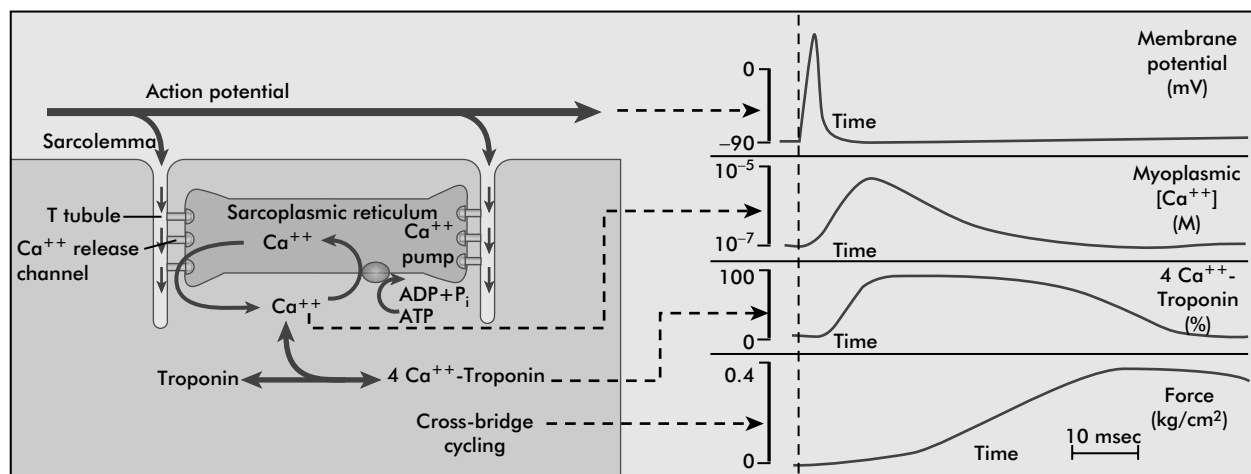 Action potential
Sarcolemma
T tubule
Ca++ release
channel
Sarcoplasmic reticulum
Ca++
Ca++
pump
Ca++
ADP+Pi
ATP
Troponin
4 Ca++-Troponin
Cross-bridge
cycling
Membrane
potential
(mV)
0
−90
Time
Myoplasmic
[Ca++]
(M)
10−5
10−7
Time
4 Ca++-
Troponin
(%)
100
0
Time
Force
(kg/cm2)
0.4
0
Time
10 msec